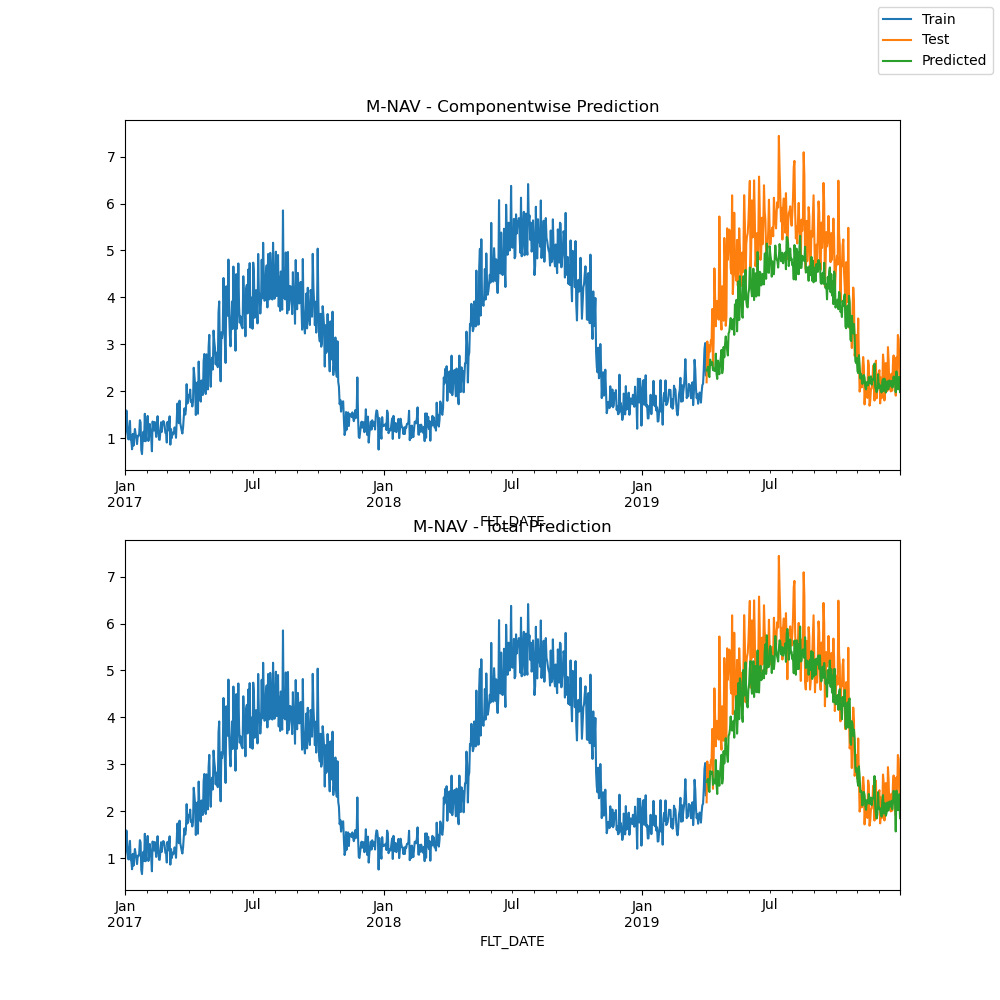 Train
Test
Predicted
M-NAV - Componentwise Prediction
7
6
5
4
3
2
1
Jan
2017
Jul
Jan
2018
Jul
Jan
2019
Jul
FLT_DATE
M-NAV - Total Prediction
7
6
5
4
3
2
1
Jan
2017
Jul
Jan
2018
Jul
Jan
2019
Jul
FLT_DATE